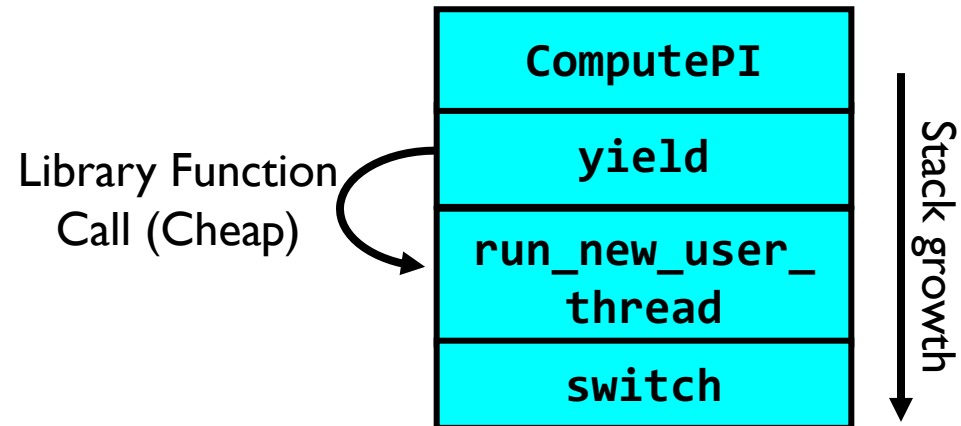 ComputePI
yield
Library Function
Call (Cheap)
run_new_user_
thread
switch
Stack growth